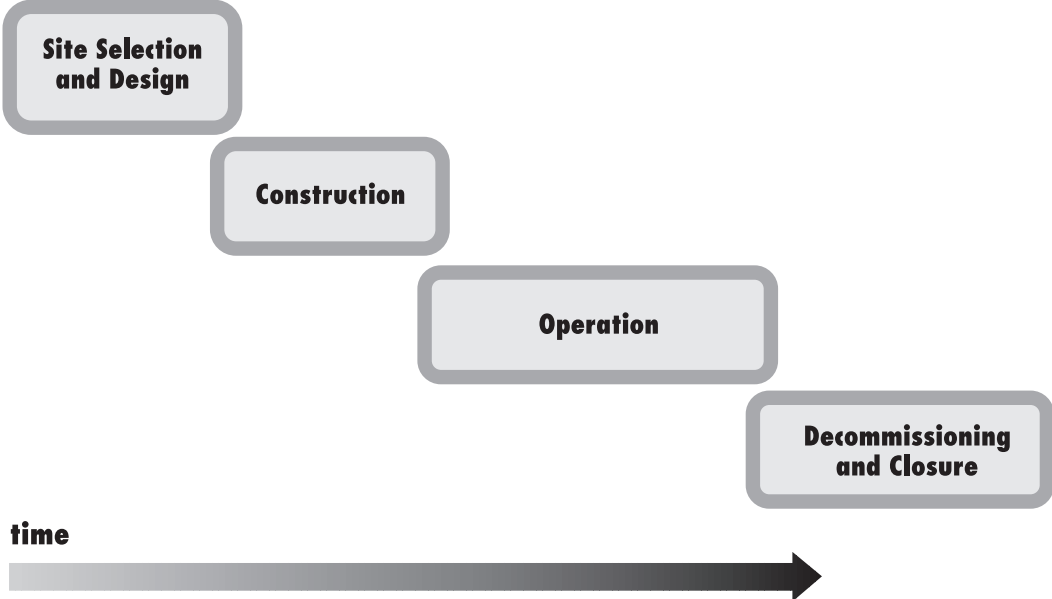 Site Selection
and Design
Construction
Operation
Decommissioning
and Closure
time